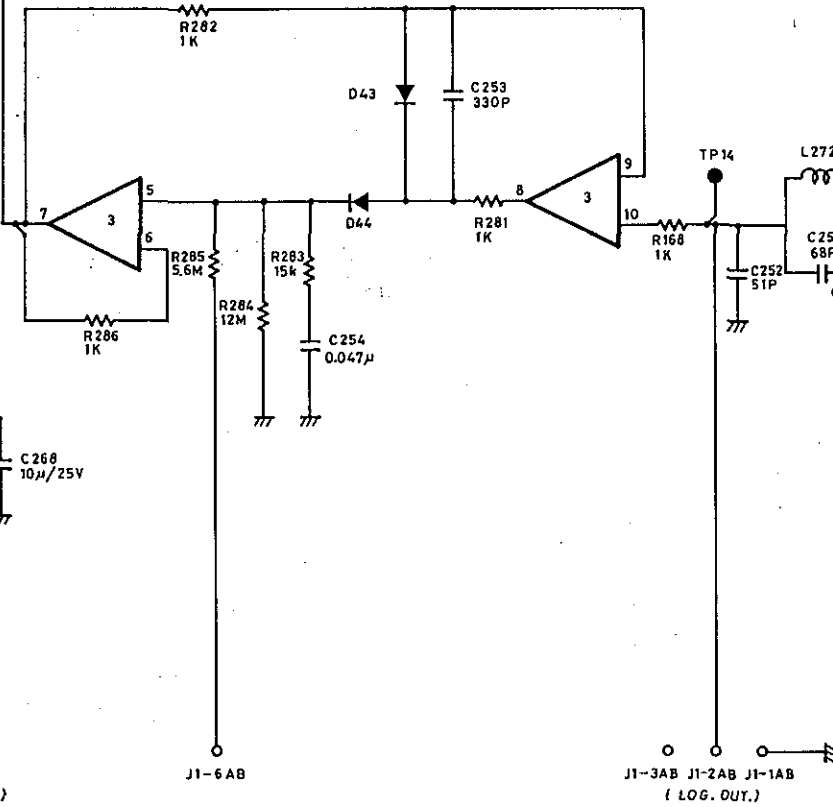 R282
1K
D43
C253
330P
TP14
L272
9
8
3
10
R281
1K
R168
1K
C252
51P
C25
68P
5
7
3
6
D44
R285
5.6M
R283
15k
R284
12M
R286
1K
C254
0.047µ
C268
10µ/25V
J1-6AB
J1-3AB J1-2AB J1-1AB
( LOG. OUT.)
)